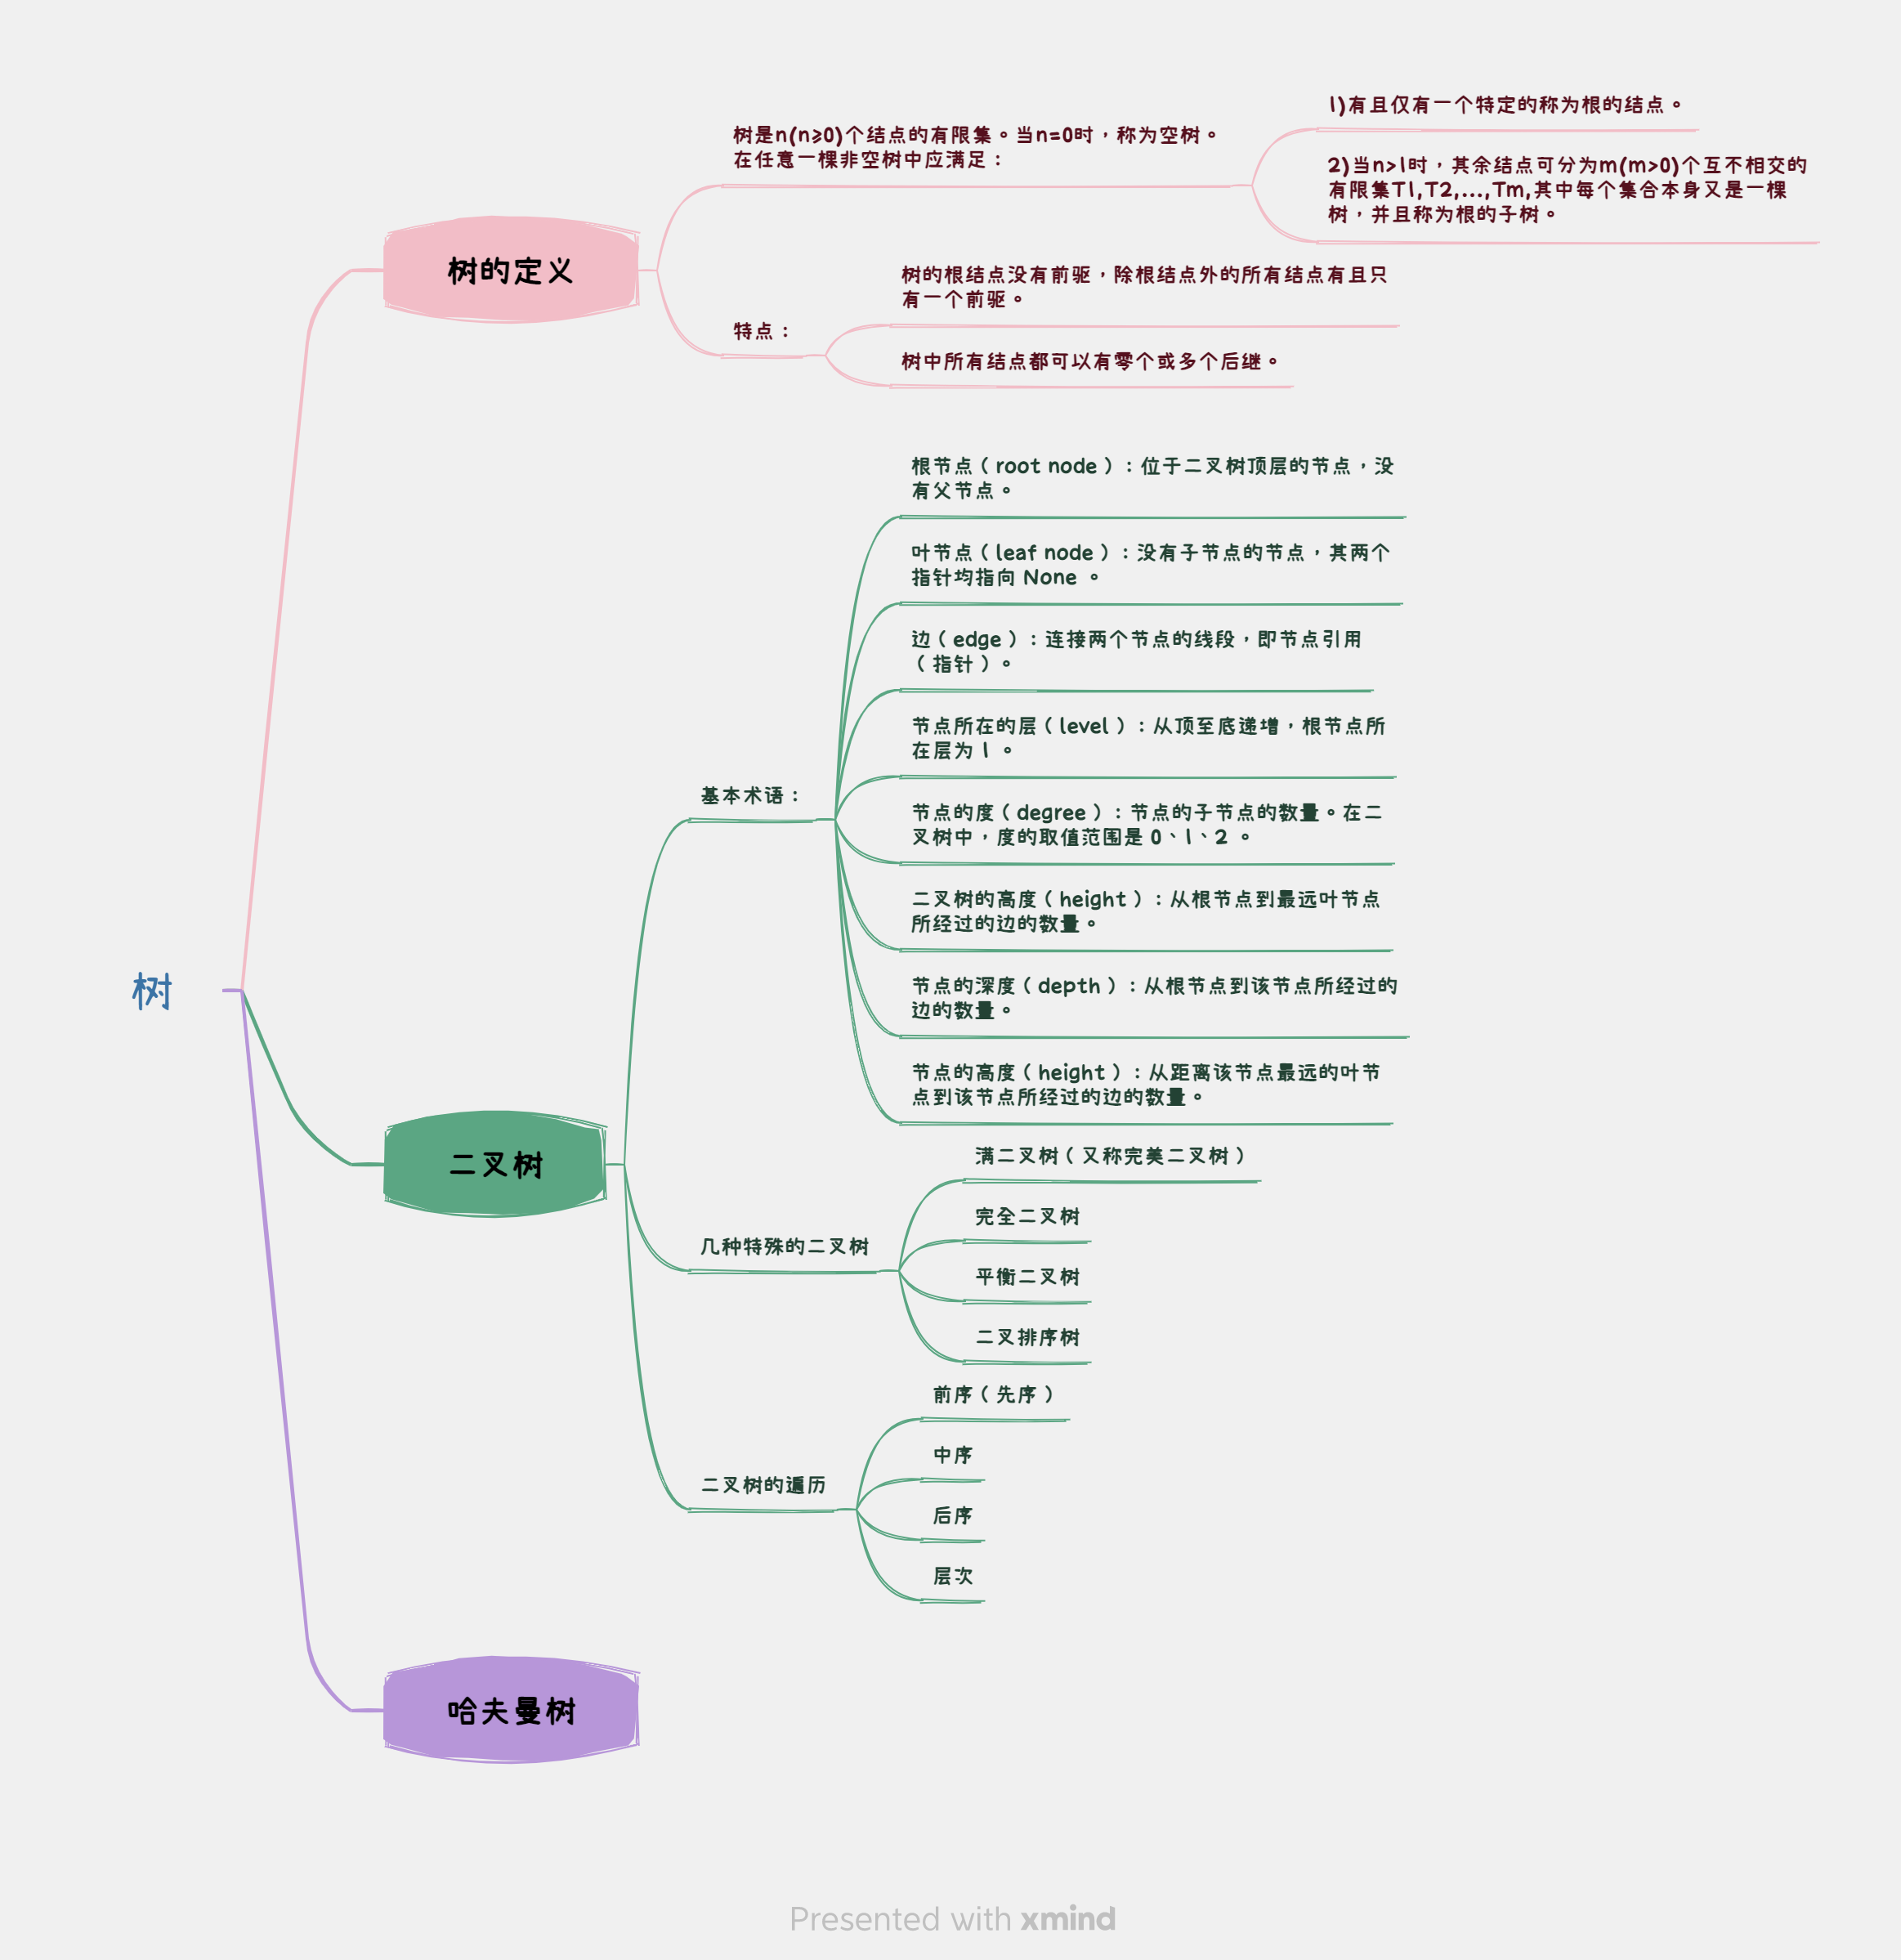 树
树的定义
树是n(n≥0)个结点的有限集。当n=0时，称为空树。
在任意一棵非空树中应满足：
1)有且仅有一个特定的称为根的结点。
2)当n>1时，其余结点可分为m(m>0)个互不相交的
有限集T1,T2,...,Tm,其中每个集合本身又是一棵
树，并且称为根的子树。
特点：
树的根结点没有前驱，除根结点外的所有结点有且只
有一个前驱。
树中所有结点都可以有零个或多个后继。
二叉树
基本术语：
根节点（root node）：位于二叉树顶层的节点，没
有父节点。
叶节点（leaf node）：没有子节点的节点，其两个
指针均指向 None 。
边（edge）：连接两个节点的线段，即节点引用
（指针）。
节点所在的层（level）：从顶至底递增，根节点所
在层为 1 。
节点的度（degree）：节点的子节点的数量。在二
叉树中，度的取值范围是 0、1、2 。
二叉树的高度（height）：从根节点到最远叶节点
所经过的边的数量。
节点的深度（depth）：从根节点到该节点所经过的
边的数量。
节点的高度（height）：从距离该节点最远的叶节
点到该节点所经过的边的数量。
几种特殊的二叉树
满二叉树（又称完美二叉树）
完全二叉树
平衡二叉树
二叉排序树
二叉树的遍历
前序（先序）
中序
后序
层次
哈夫曼树
Presented with xmind